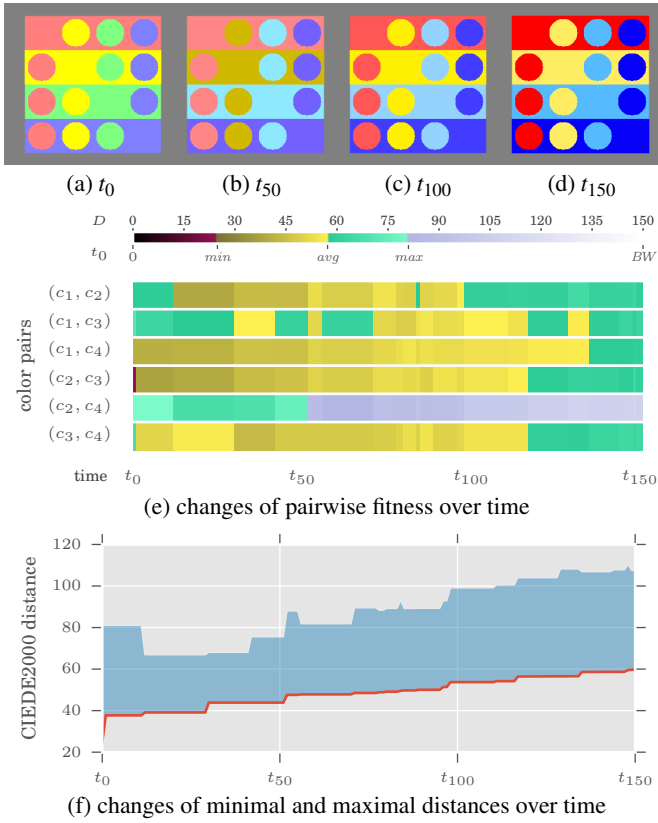 (a) t0 (b) t50 (c) t100 (d) t150
D 0 15 30 45 60 75 90 105 120 135 150
t0 0 min avg max BW
(c1, c2)
(c1, c3)
(c1, c4)
(c2, c3)
(c2, c4)
(c3, c4)
color pairs
time t0 t50 t100 t150
(e) changes of pairwise fitness over time
120
100
80
60
40
20
CIEDE2000 distance
t0 t50 t100 t150
(f) changes of minimal and maximal distances over time